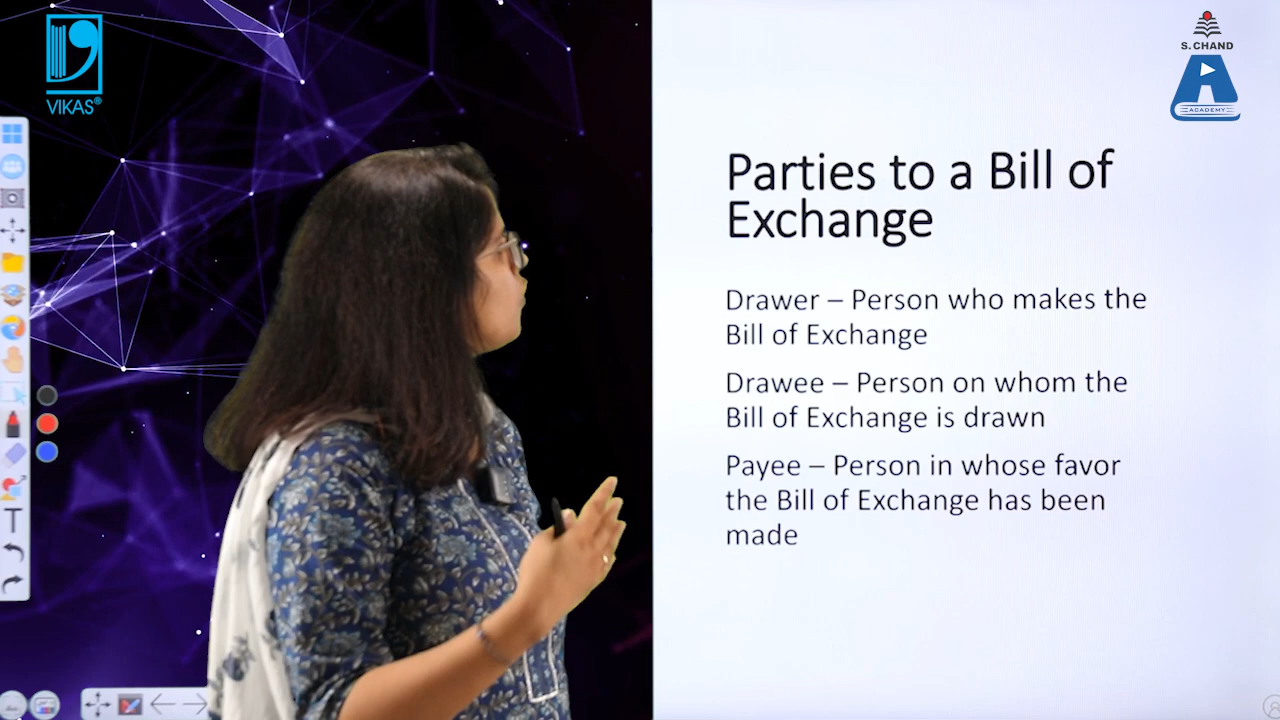 VIKAS®
S. CHAND
ACADEMY
Parties to a Bill of
Exchange
Drawer – Person who makes the
Bill of Exchange
Drawee – Person on whom the
Bill of Exchange is drawn
Payee – Person in whose favor
the Bill of Exchange has been
made
T